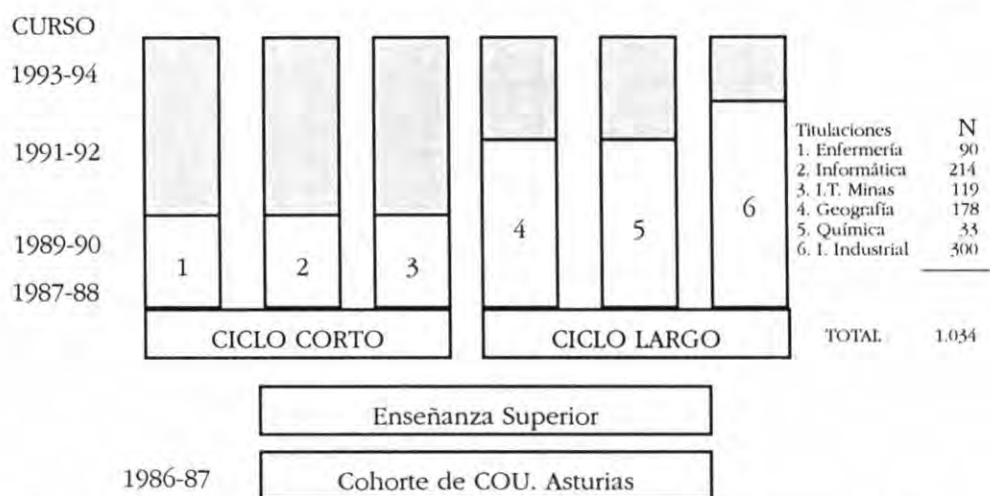 CURSO
1993-94
1991-92
1989-90
1987-88
1
2
3
4
5
6
CICLO CORTO
CICLO LARGO
Titulaciones N
1. Enfermería 90
2. Informática 214
3. I.T. Minas 119
4. Geografía 178
5. Química 33
6. I. Industrial 300
TOTAL 1.034
Enseñanza Superior
1986-87
Cohorte de COU. Asturias